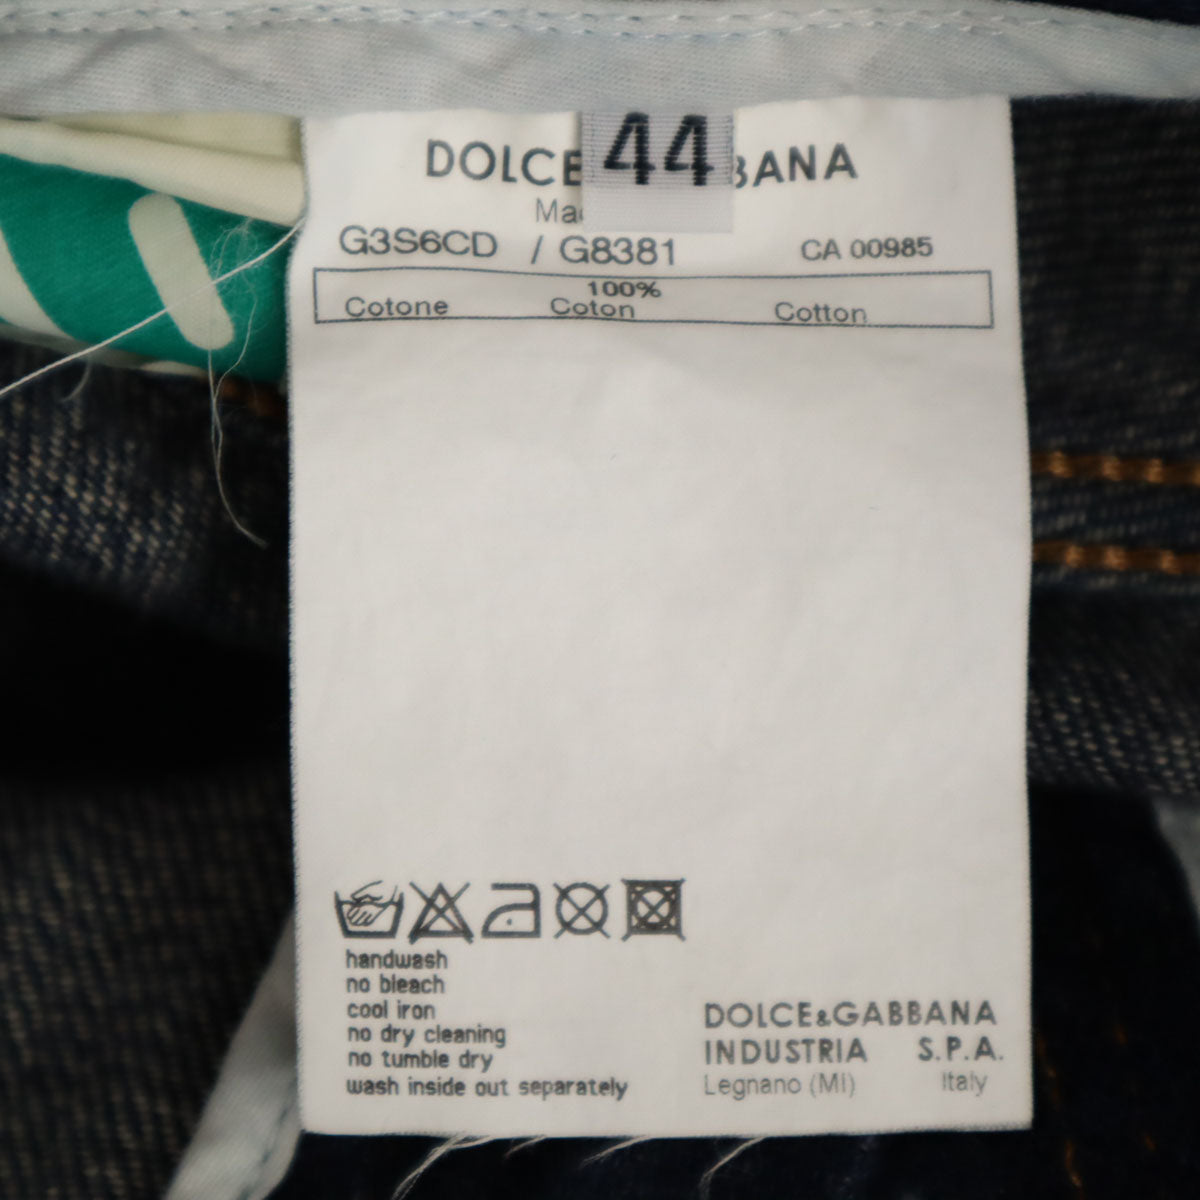 44
DOLCE BANA
G3S6CD / G8381 CA 00985
100%
Cotone Coton Cotton
handwash
no bleach
cool iron
no dry cleaning
no tumble dry
wash inside out separately
DOLCE&GABBANA
INDUSTRIA S.P.A.
Legnano (MI) Italy